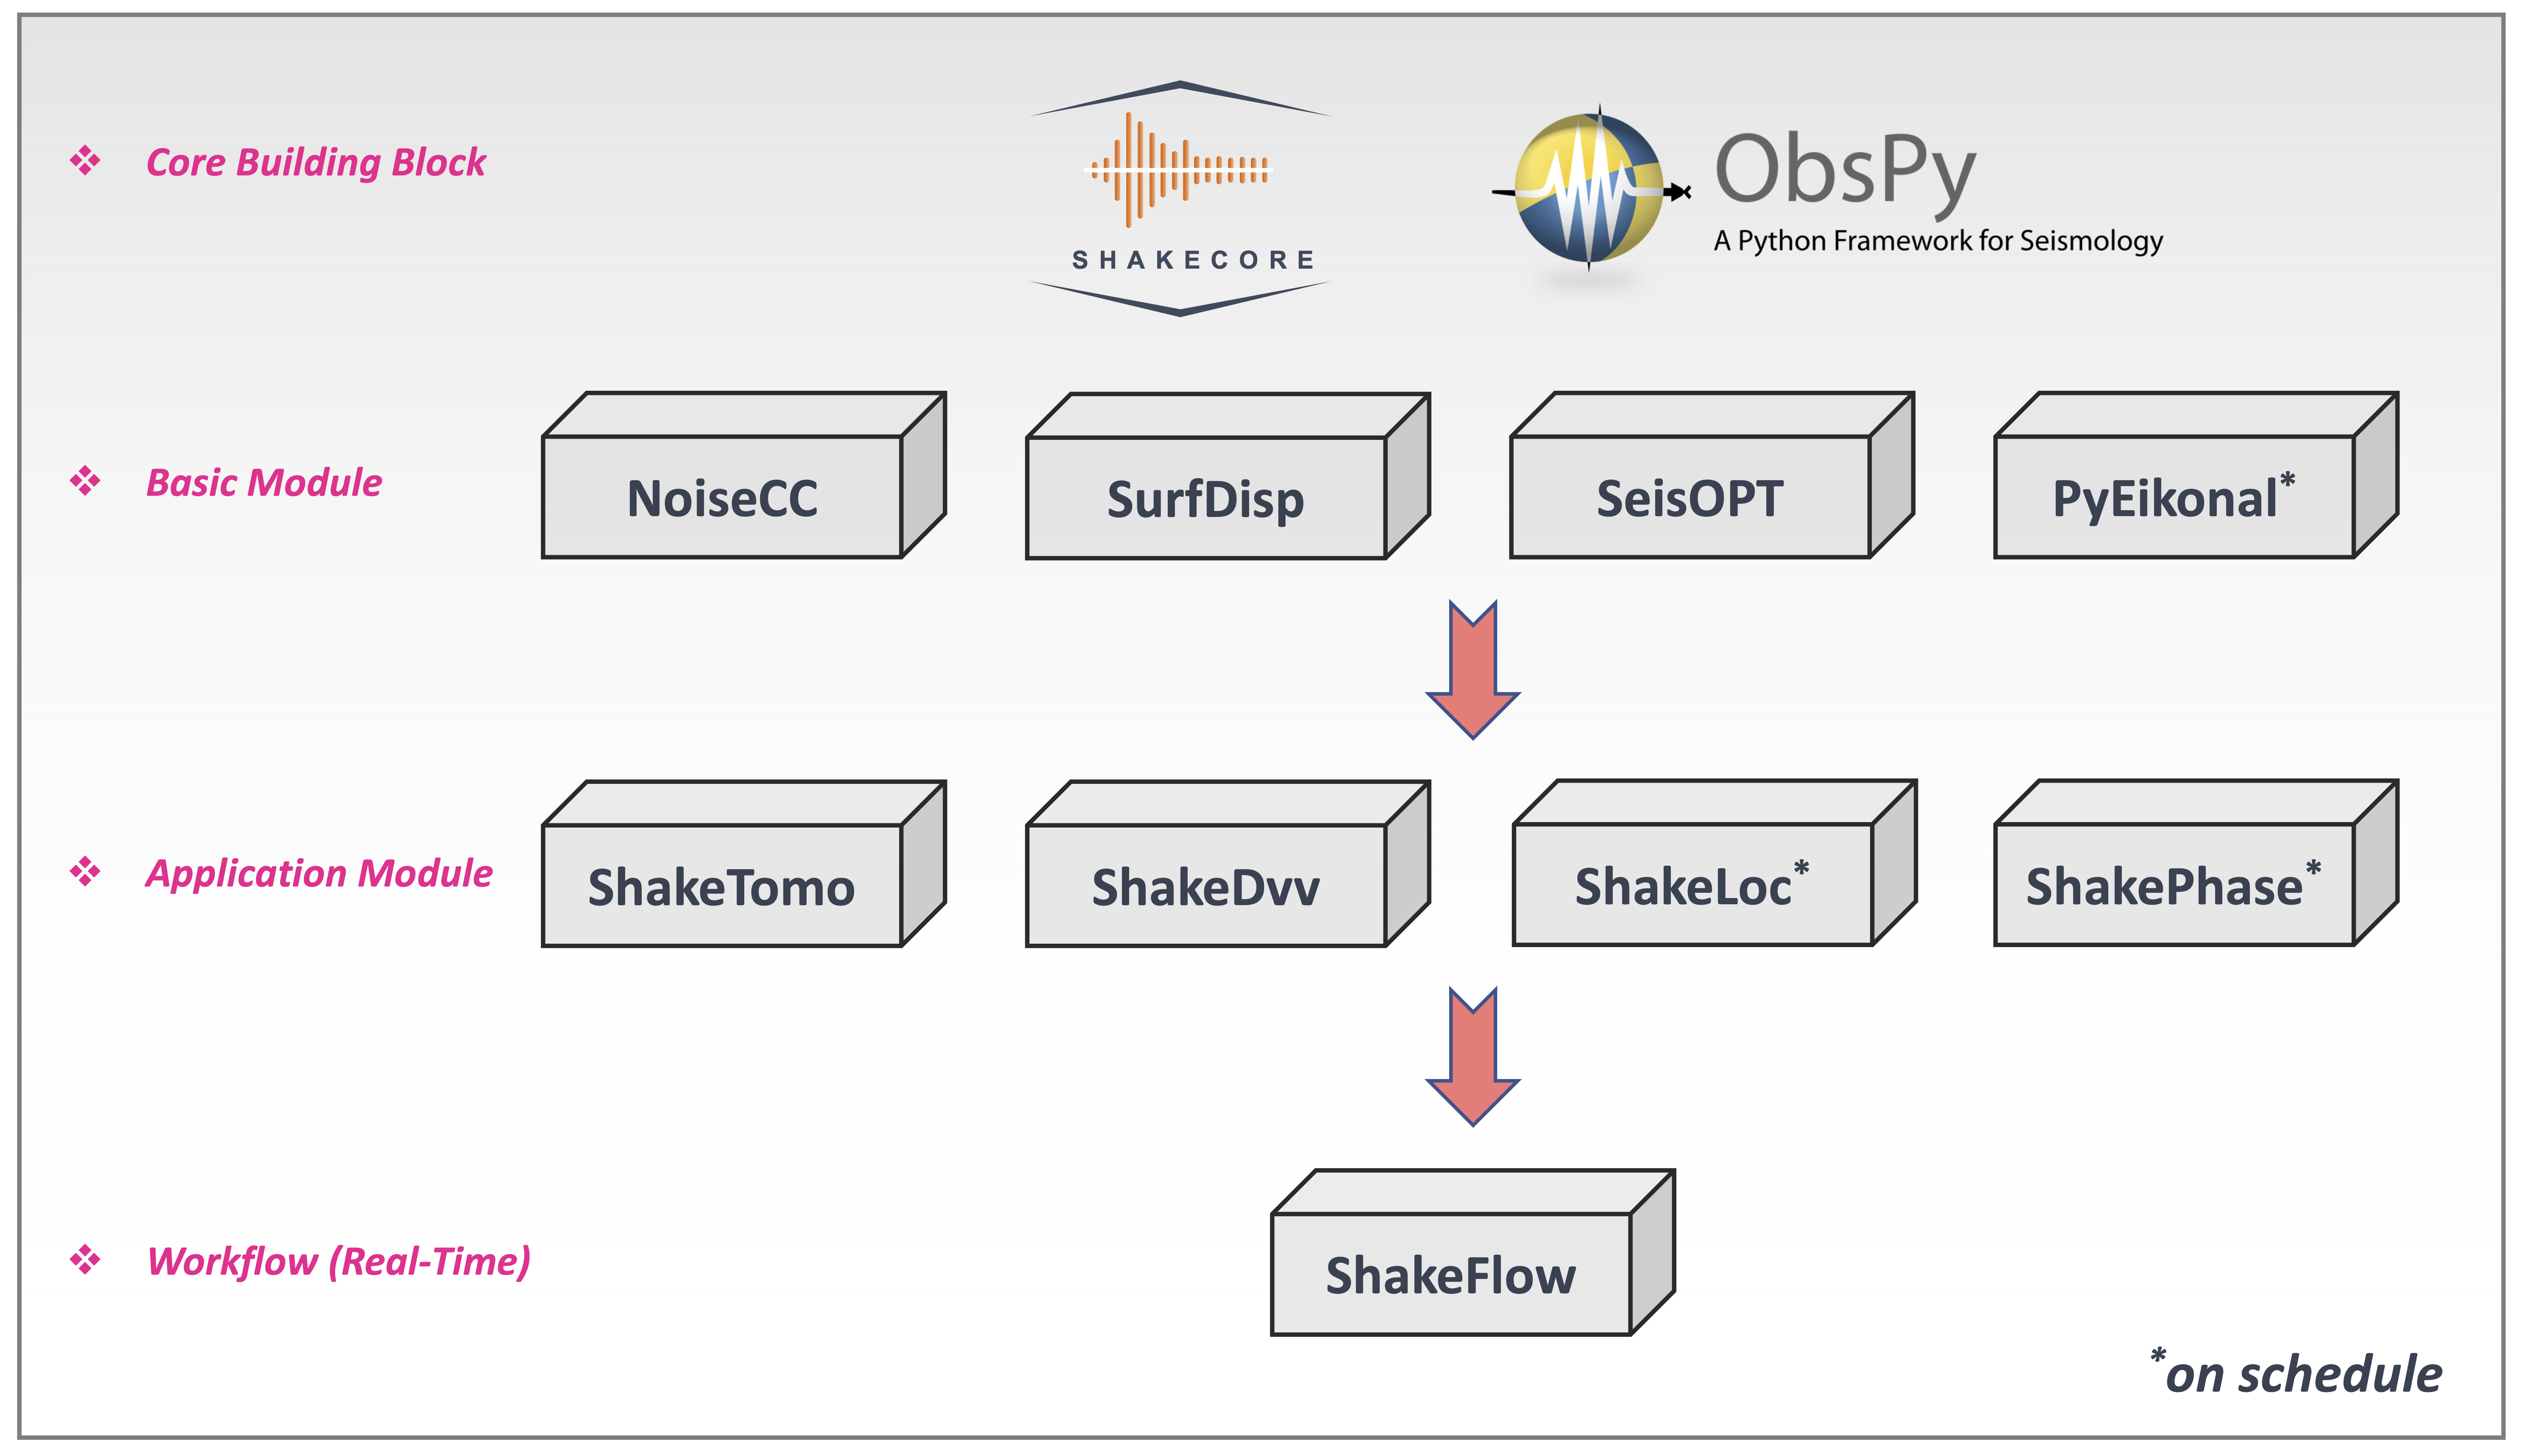 Core Building Block
SHAKECORE
ObsPy
A Python Framework for Seismology
Basic Module
NoiseCC
SurfDisp
SeisOPT
PyEikonal*
Application Module
ShakeTomo
ShakeDvv
ShakeLoc*
ShakePhase*
Workflow (Real-Time)
ShakeFlow
*on schedule